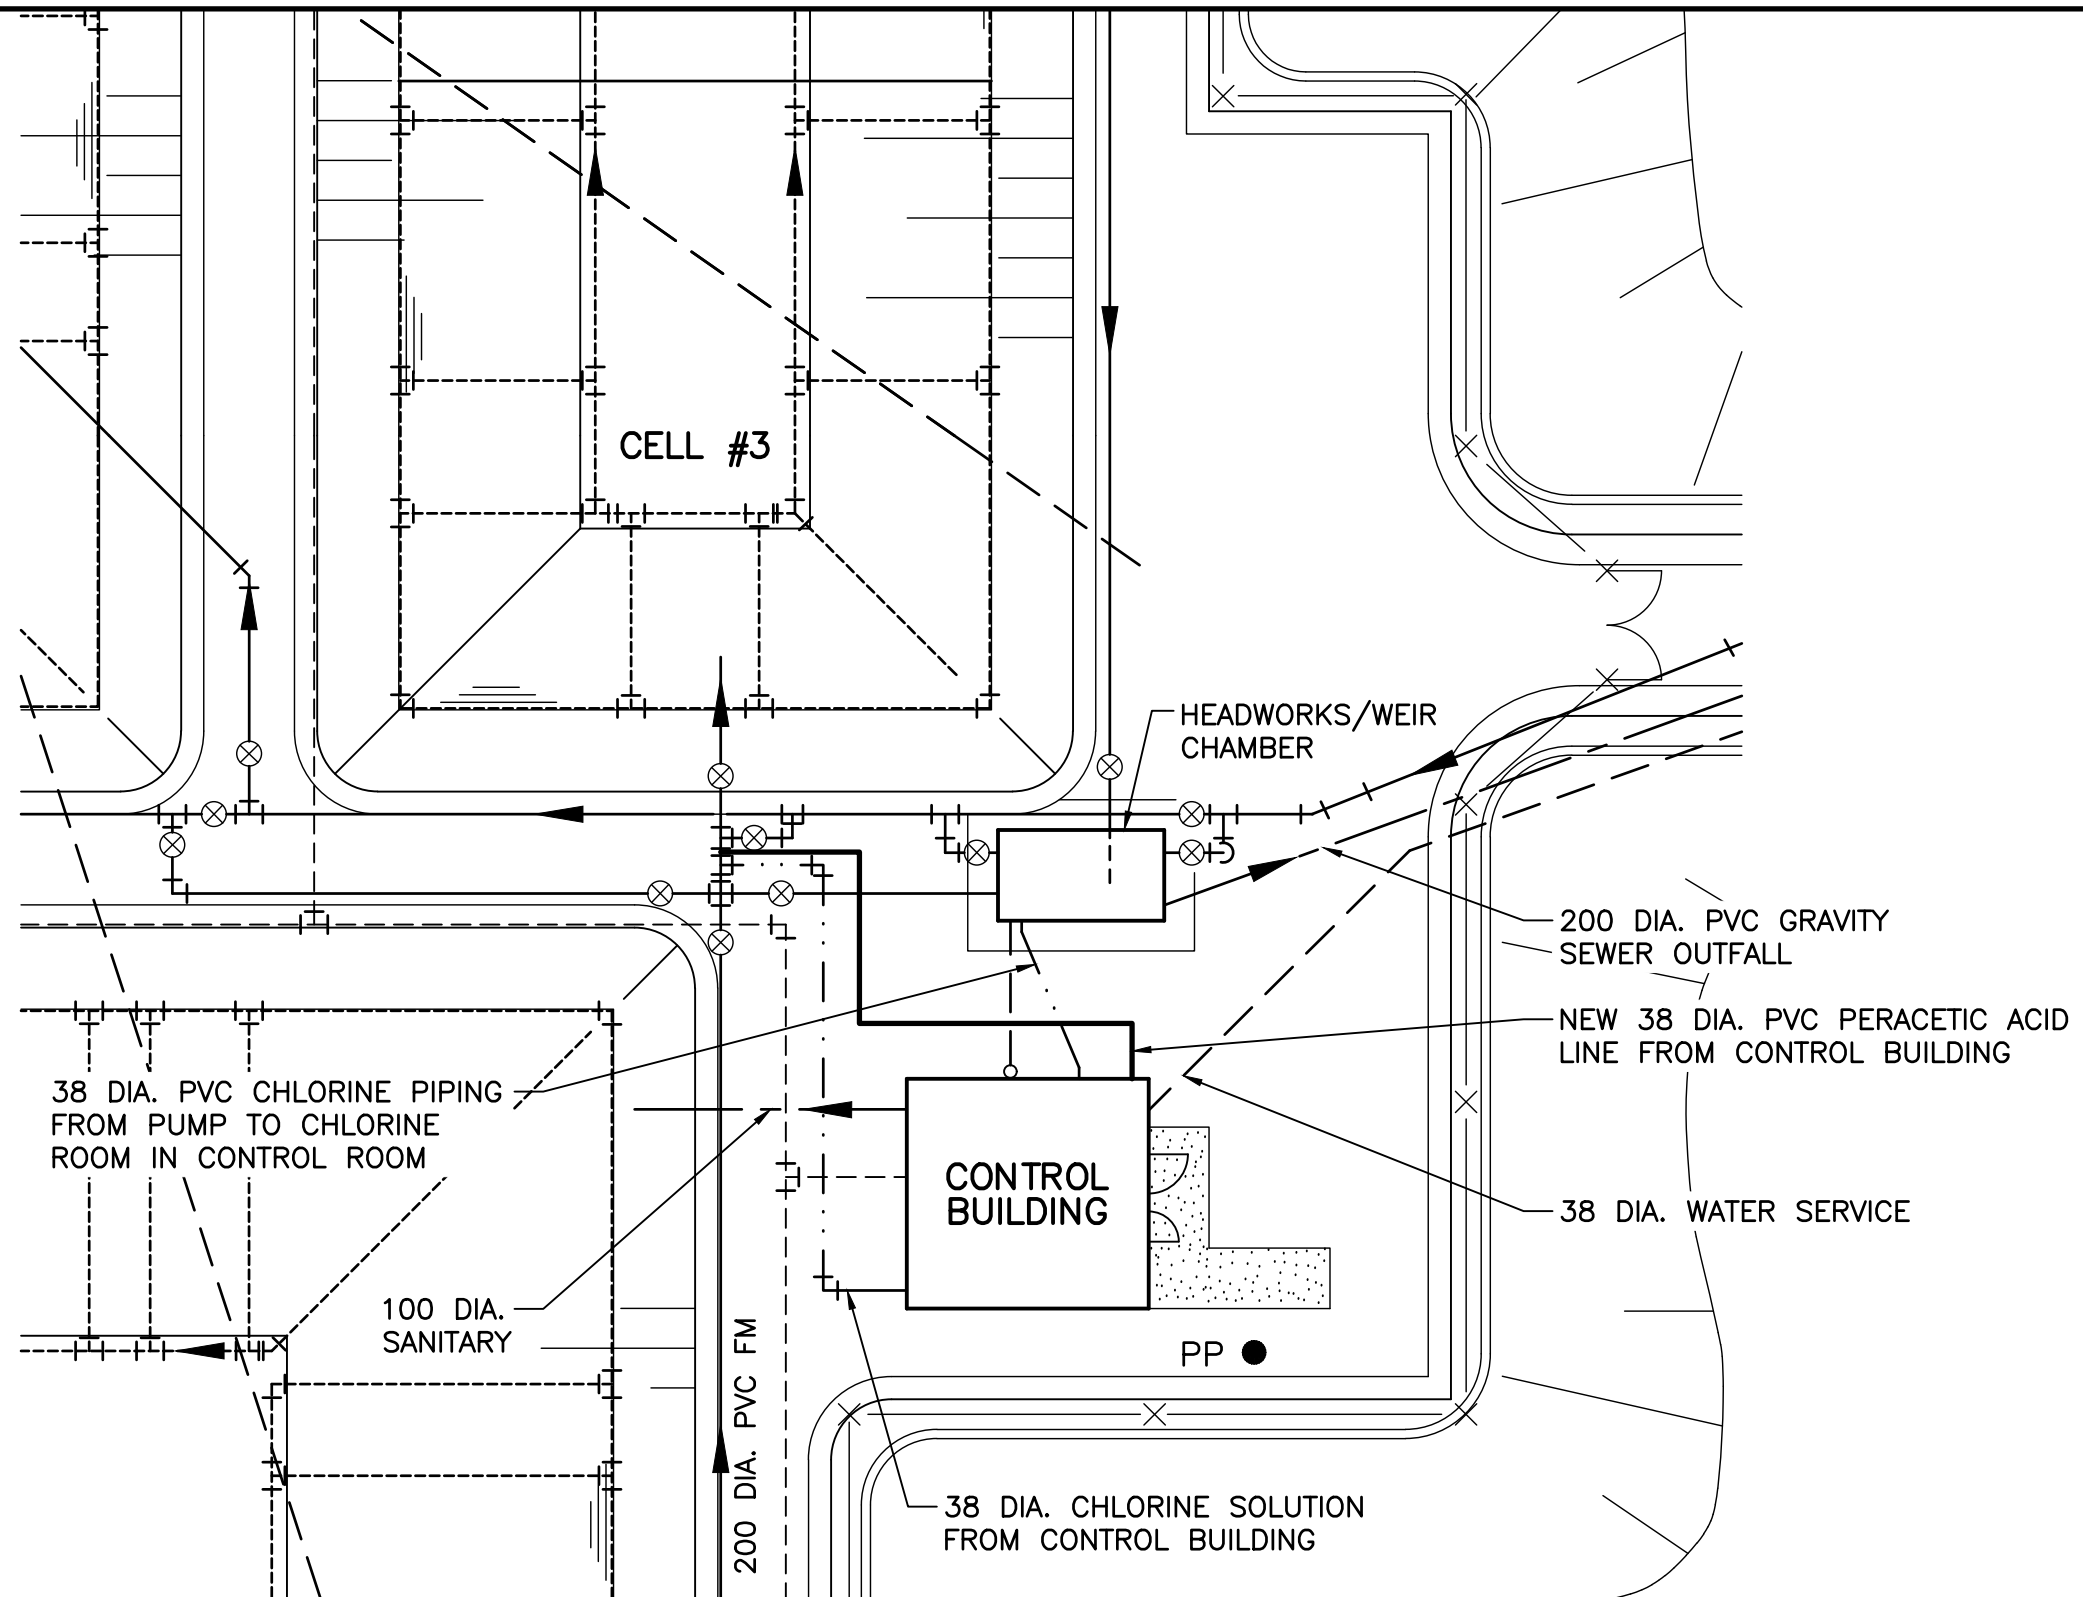 CELL #3
HEADWORKS/WEIR
CHAMBER
200 DIA. PVC GRAVITY
SEWER OUTFALL
NEW 38 DIA. PVC PERACETIC ACID
LINE FROM CONTROL BUILDING
38 DIA. PVC CHLORINE PIPING
FROM PUMP TO CHLORINE
ROOM IN CONTROL ROOM
CONTROL
BUILDING
38 DIA. WATER SERVICE
100 DIA.
SANITARY
200 DIA. PVC FM
PP
38 DIA. CHLORINE SOLUTION
FROM CONTROL BUILDING